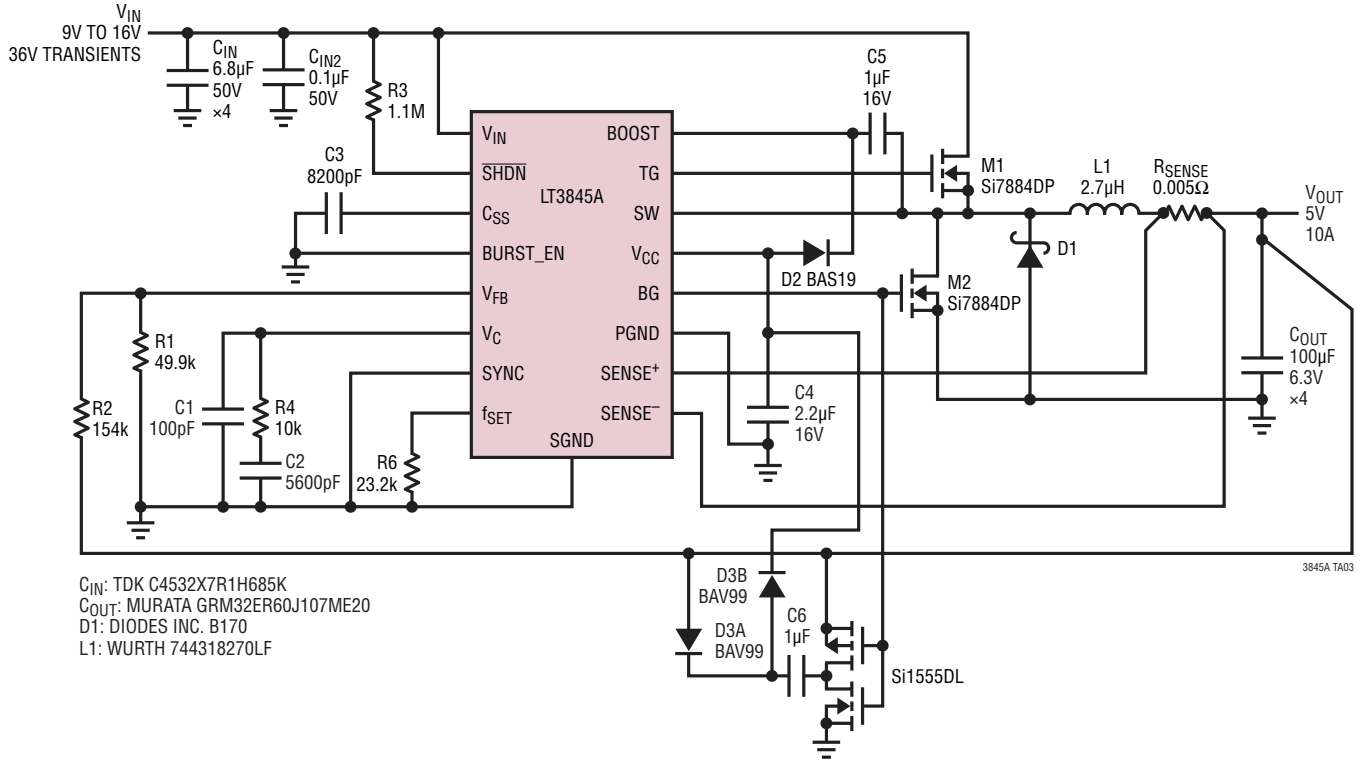 VIN
9V TO 16V
36V TRANSIENTS
CIN
6.8µF
50V
×4
CIN2
0.1µF
50V
R3
1.1M
C3
8200pF
C5
1µF
16V
VIN
SHDN
CSS
BURST_EN
VFB
VC
SYNC
fSET
LT3845A
SGND
BOOST
TG
SW
VCC
BG
PGND
SENSE+
SENSE–
M1
Si7884DP
L1
2.7µH
RSENSE
0.005Ω
VOUT
5V
10A
D1
D2 BAS19
M2
Si7884DP
R1
49.9k
R2
154k
C1
100pF
R4
10k
C2
5600pF
R6
23.2k
C4
2.2µF
16V
COUT
100µF
6.3V
×4
3845A TA03
D3B
BAV99
D3A
BAV99
C6
1µF
Si1555DL
CIN: TDK C4532X7R1H685K
COUT: MURATA GRM32ER60J107ME20
D1: DIODES INC. B170
L1: WURTH 744318270LF